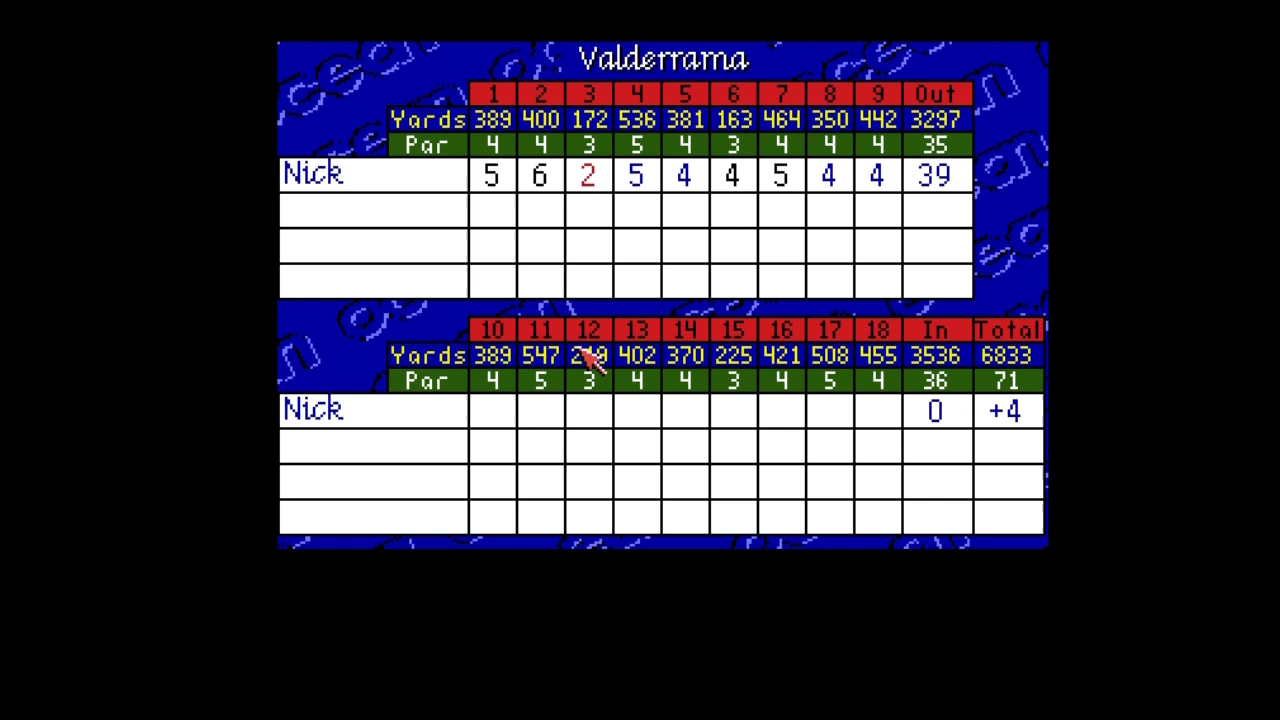 Valderrama
1 2 3 4 5 6 7 8 9 Out
Yards 389 400 172 536 381 163 464 350 442 3297
Par 4 4 3 5 4 3 4 4 4 35
Nick 5 6 2 5 4 4 5 4 4 39
10 11 12 13 14 15 16 17 18 In Total
Yards 389 547 402 370 225 421 508 455 3536 6833
Par 4 5 3 4 4 3 4 5 4 36 71
Nick 0 +4